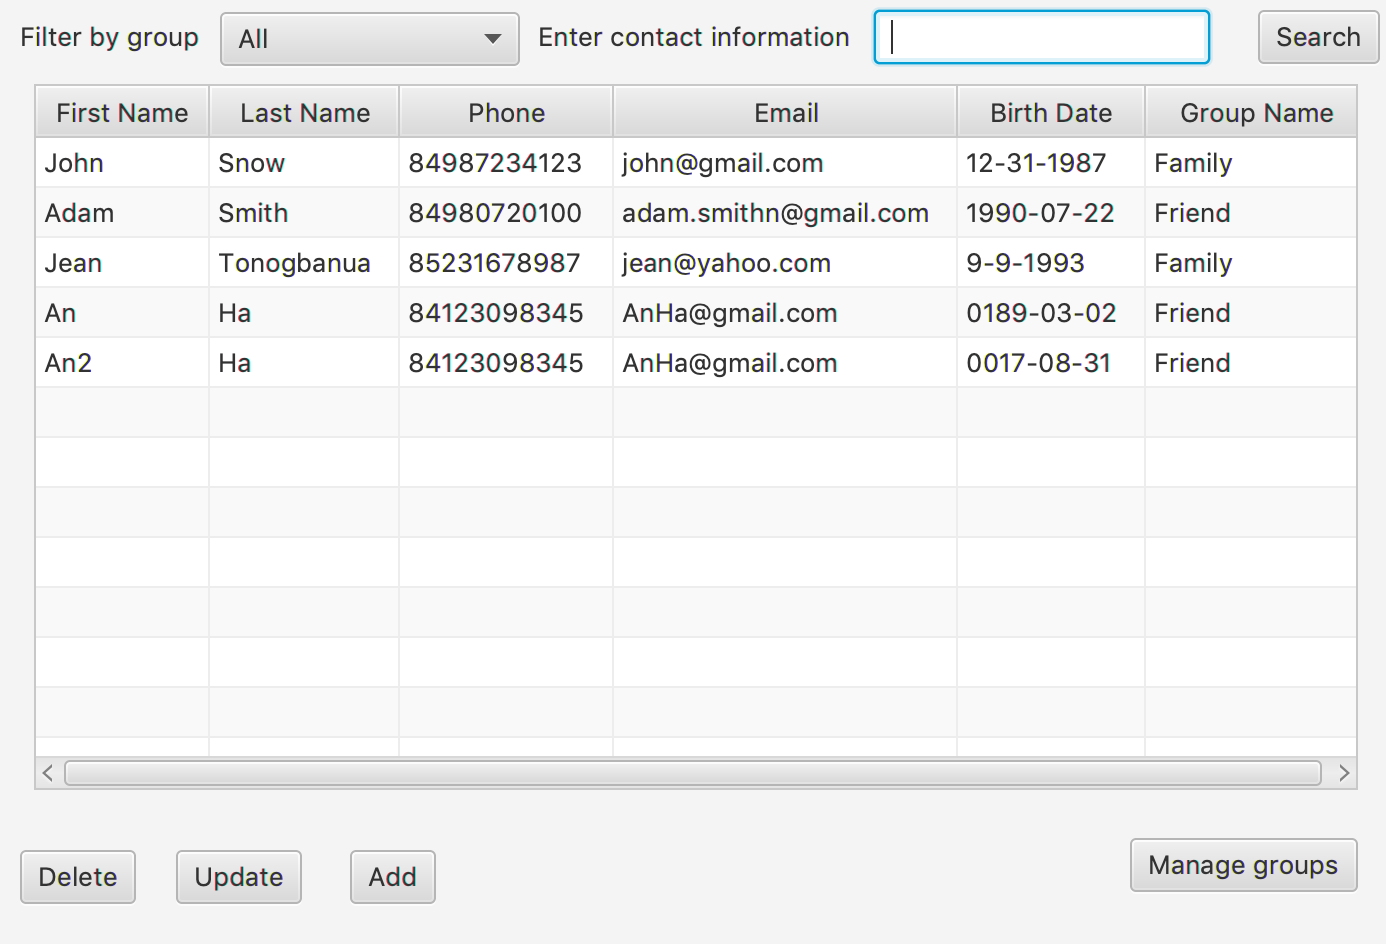 Filter by group All Enter contact information Search
First Name Last Name Phone Email Birth Date Group Name
John Snow 84987234123 john@gmail.com 12-31-1987 Family
Adam Smith 84980720100 adam.smithn@gmail.com 1990-07-22 Friend
Jean Tonogbanua 85231678987 jean@yahoo.com 9-9-1993 Family
An Ha 84123098345 AnHa@gmail.com 0189-03-02 Friend
An2 Ha 84123098345 AnHa@gmail.com 0017-08-31 Friend
Delete Update Add Manage groups